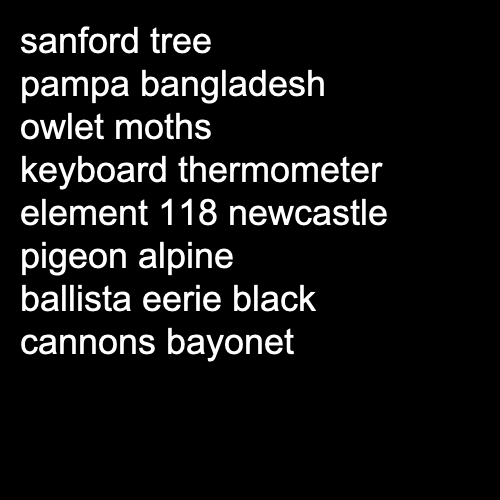 sanford tree
pampa bangladesh
owlet moths
keyboard thermometer
element 118 newcastle
pigeon alpine
ballista eerie black
cannons bayonet